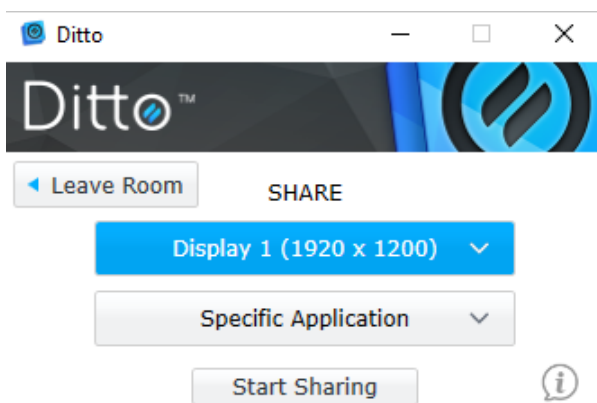 Ditto
Ditto™
Leave Room
SHARE
Display 1 (1920 x 1200)
Specific Application
Start Sharing
i